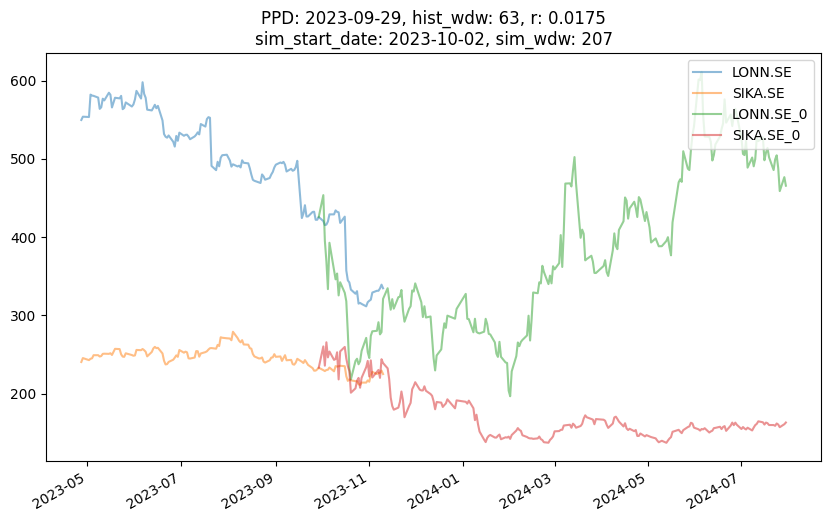 PPD: 2023-09-29, hist_wdw: 63, r: 0.0175
sim_start_date: 2023-10-02, sim_wdw: 207
LONN.SE
SIKA.SE
LONN.SE_0
SIKA.SE_0
600
500
400
300
200
2023-05
2023-07
2023-09
2023-11
2024-01
2024-03
2024-05
2024-07